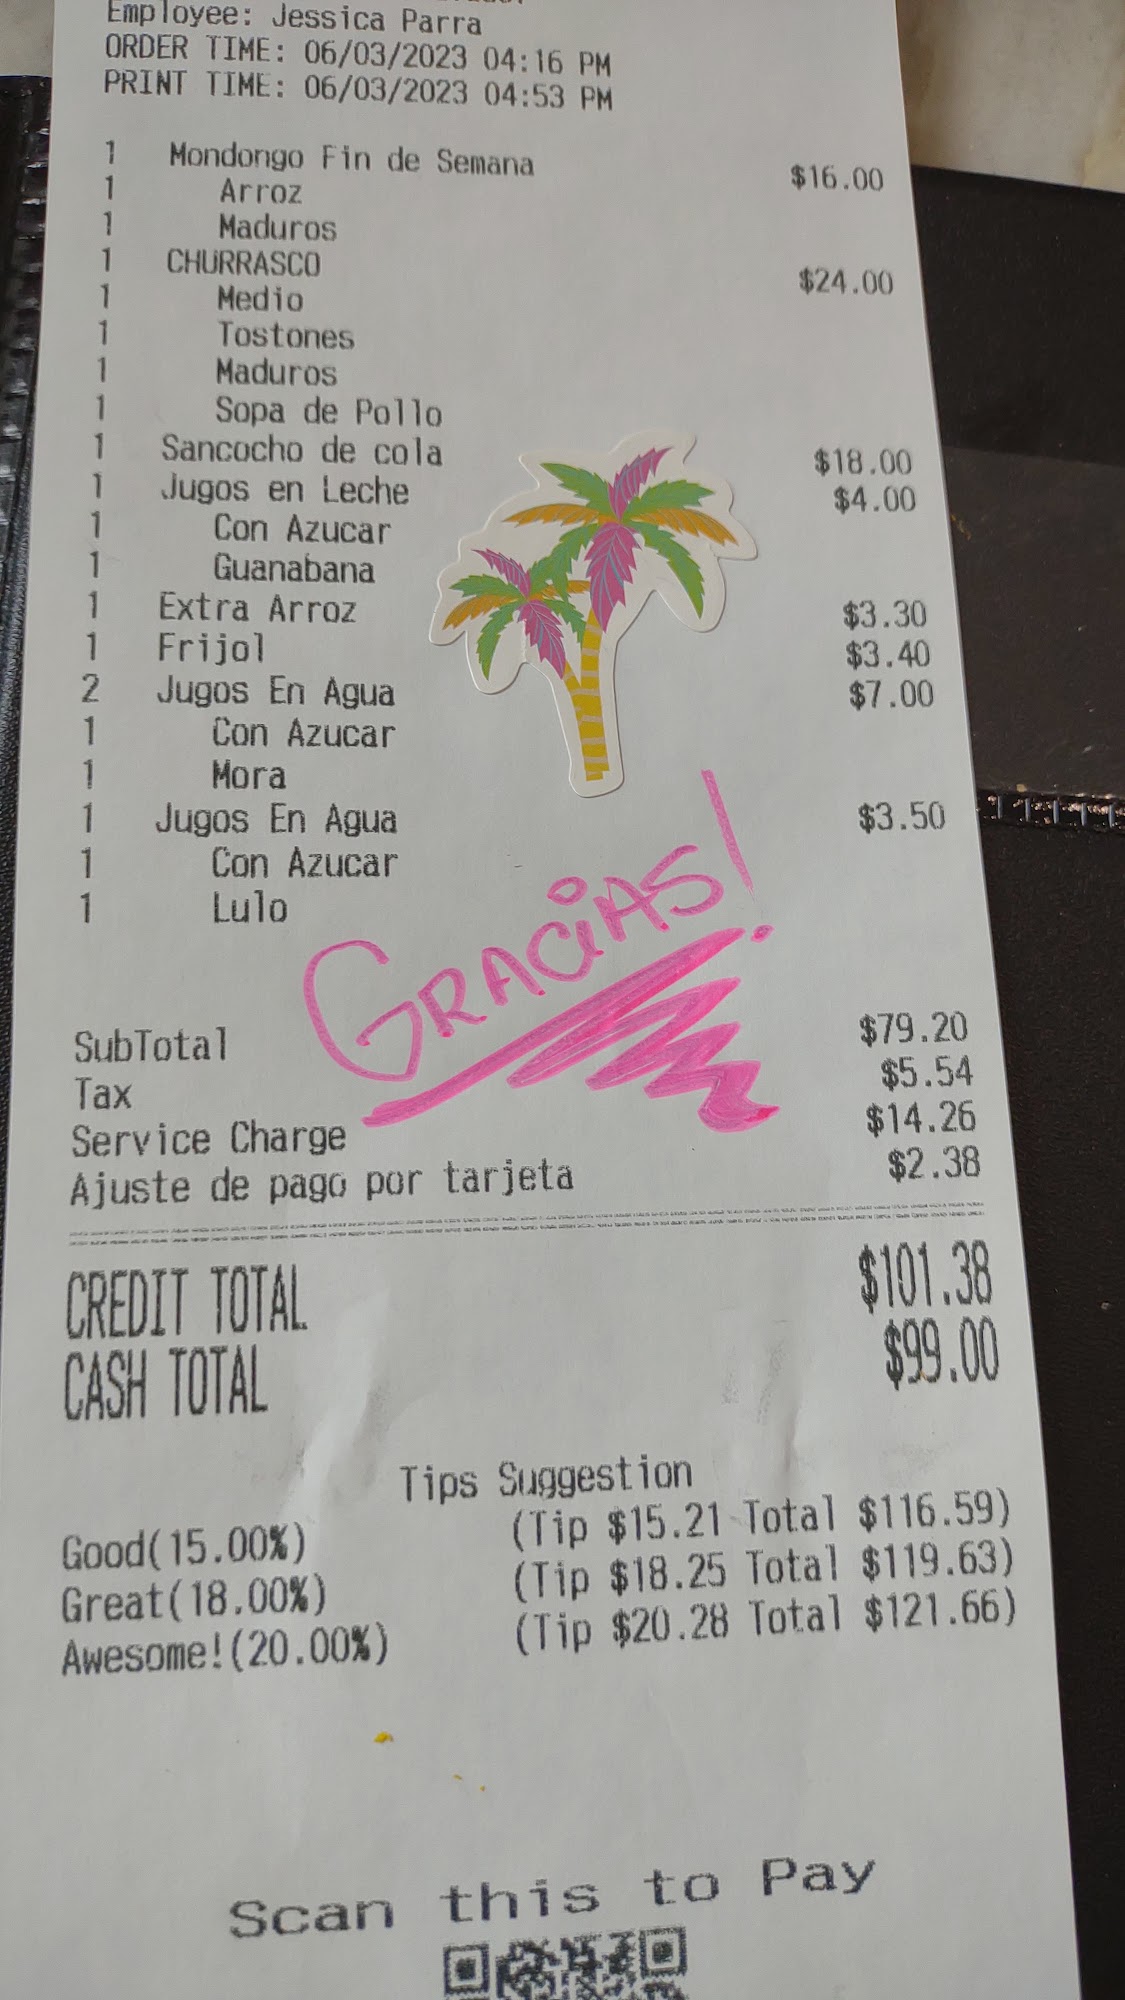 Employee: Jessica Parra
ORDER TIME: 06/03/2023 04:16 PM
PRINT TIME: 06/03/2023 04:53 PM
1 Mondongo Fin de Semana $16.00
1 Arroz
1 Maduros
1 CHURRASCO $24.00
1 Medio
1 Tostones
1 Maduros
1 Sopa de Pollo
1 Sancocho de cola $18.00
1 Jugos en Leche $4.00
1 Con Azucar
1 Guanabana
1 Extra Arroz $3.30
1 Frijol $3.40
2 Jugos En Agua $7.00
1 Con Azucar
1 Mora
1 Jugos En Agua $3.50
1 Con Azucar
1 Lulo
GRACiAS!
SubTotal $79.20
Tax $5.54
Service Charge $14.26
Ajuste de pago por tarjeta $2.38
CREDIT TOTAL $101.38
CASH TOTAL $99.00
Tips Suggestion
Good(15.00%) (Tip $15.21 Total $116.59)
Great(18.00%) (Tip $18.25 Total $119.63)
Awesome!(20.00%) (Tip $20.28 Total $121.66)
Scan this to Pay